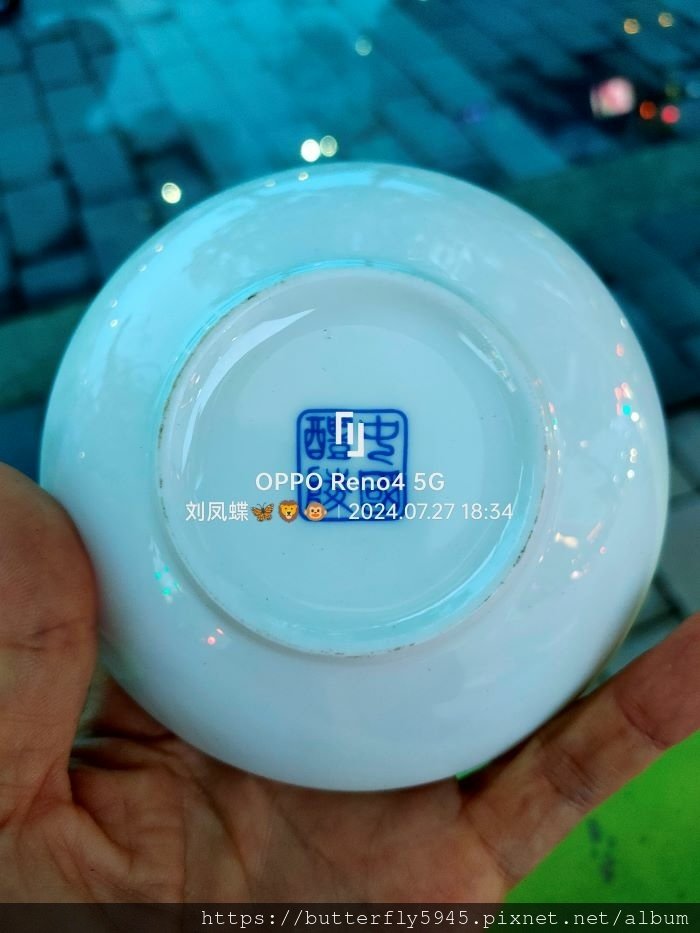 中國
醴陵
OPPO Reno4 5G
刘凤蝶🦋🦁🐵 | 2024.07.27 18:34
https://butterfly5945.pixnet.net/album